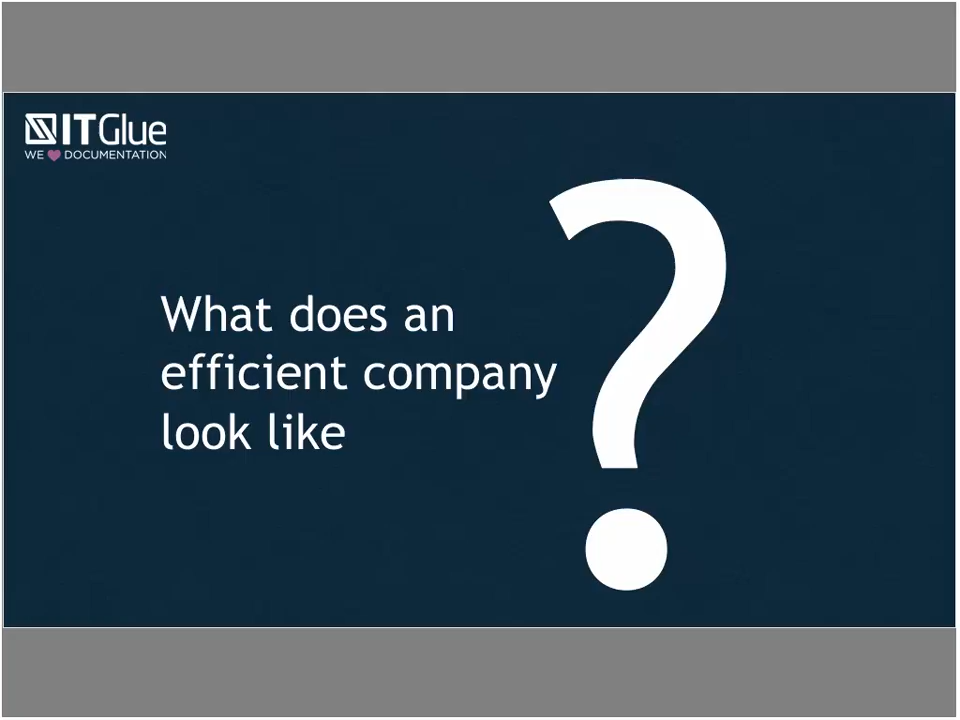 ITGlue
WE ♥ DOCUMENTATION
What does an
efficient company
look like
?